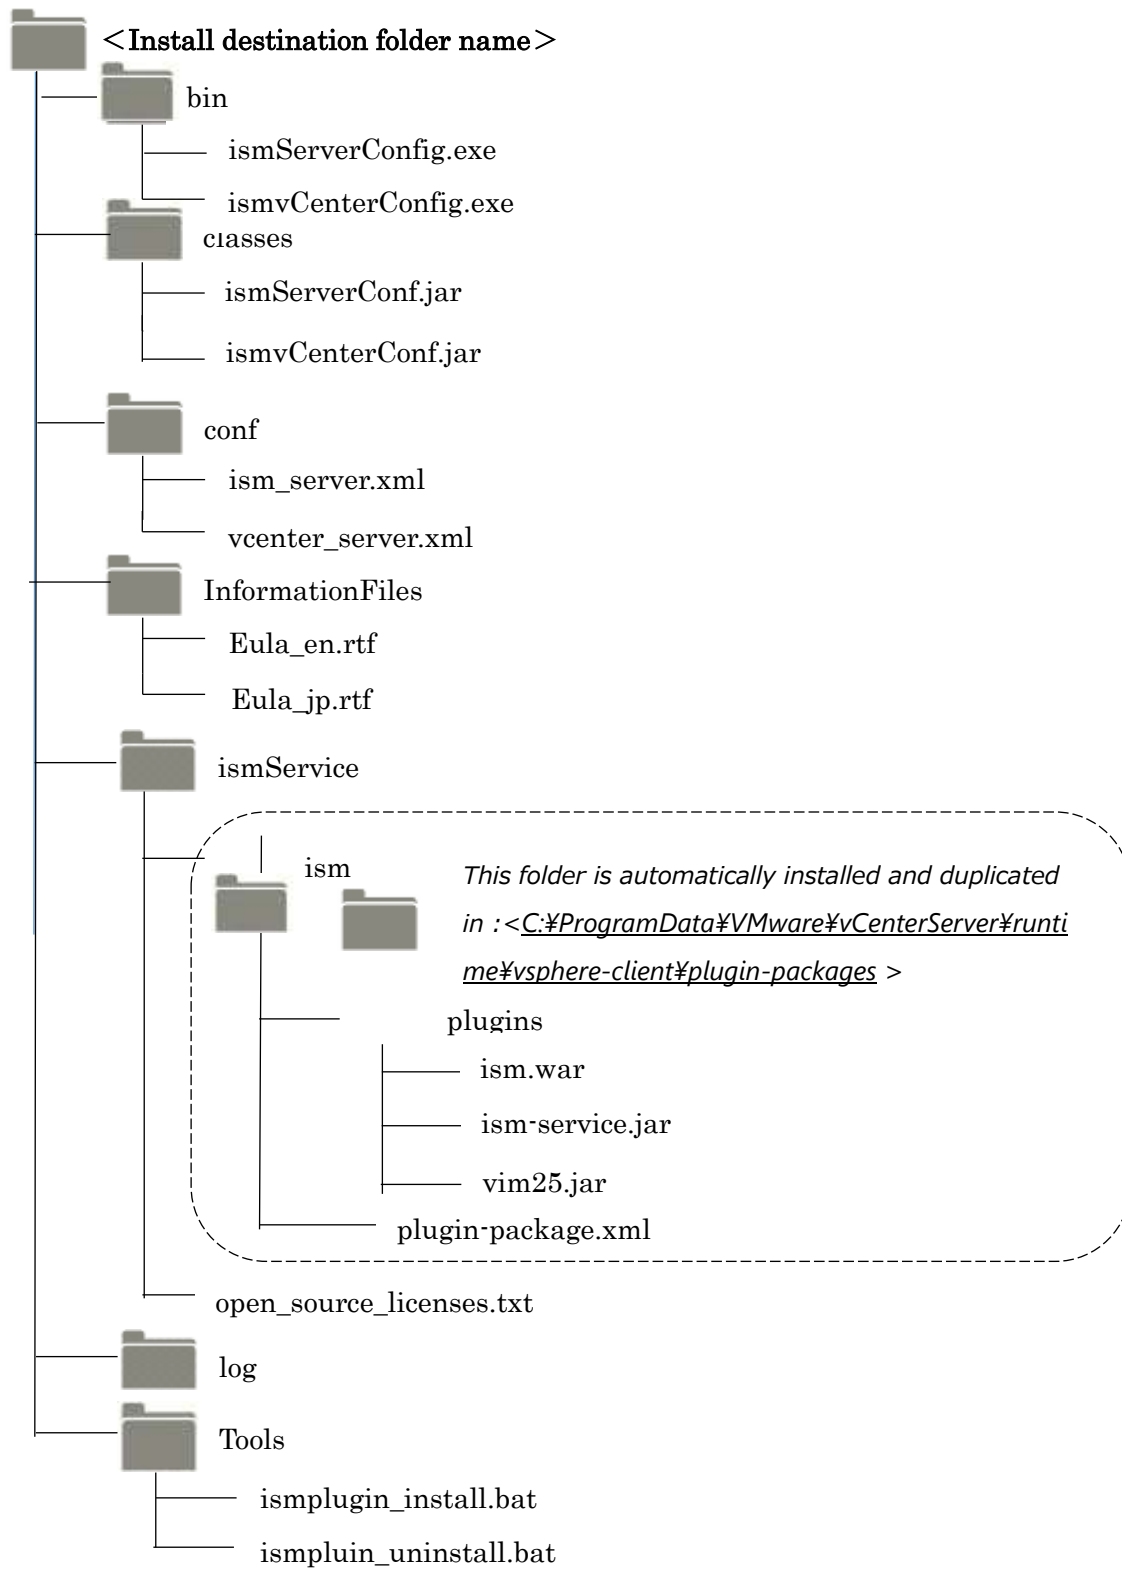 ＜Install destination folder name＞
bin
ismServerConfig.exe
ismvCenterConfig.exe
classes
ismServerConf.jar
ismvCenterConf.jar
conf
ism_server.xml
vcenter_server.xml
InformationFiles
Eula_en.rtf
Eula_jp.rtf
ismService
ism
This folder is automatically installed and duplicated
in :<C:¥ProgramData¥VMware¥vCenterServer¥runti
me¥vsphere-client¥plugin-packages >
plugins
ism.war
ism-service.jar
vim25.jar
plugin-package.xml
open_source_licenses.txt
log
Tools
ismplugin_install.bat
ismpluin_uninstall.bat